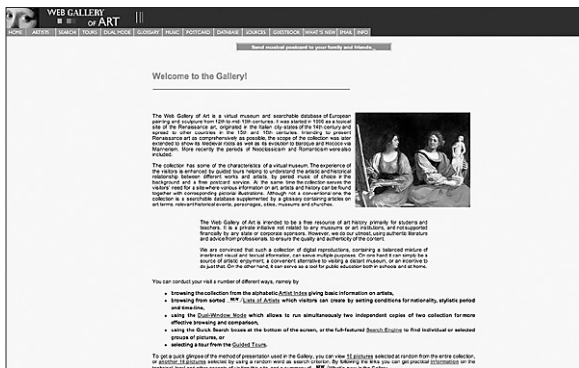 WEB GALLERY
OF ART
HOME ARTISTS SEARCH TOURS DUAL MODE GLOSSARY MUSIC POSTCARD DATABASE SOURCES GUESTBOOK WHAT'S NEW EMAIL INFO
Send musical postcard to your family and friends
Welcome to the Gallery!
The Web Gallery of Art is a virtual museum and searchable database of European
painting and sculpture from 12th to mid-19th centuries. It was started in 1996 as a topical
site of the Renaissance art, originated in the Italian city-states of the 14th century and
spread to other countries in the 15th and 16th centuries. Intending to present
Renaissance art as comprehensively as possible, the scope of the collection was later
extended to show its Medieval roots as well as its evolution to Baroque and Rococo via
Mannerism. More recently the periods of Neoclassicism and Romanticism were also
included.
The collection has some of the characteristics of a virtual museum. The experience of
the visitors is enhanced by guided tours helping to understand the artistic and historical
relationship between different works and artists, by period music of choice in the
background and a free postcard service. At the same time the collection serves the
visitors' need for a site where various information on art, artists and history can be found
together with corresponding pictorial illustrations. Although not a conventional one, the
collection is a searchable database supplemented by a glossary containing articles on
art terms, relevant historical events, personages, cities, museums and churches.
The Web Gallery of Art is intended to be a free resource of art history primarily for students and
teachers. It is a private initiative not related to any museums or art institutions, and not supported
financially by any state or corporate sponsors. However, we do our utmost, using authentic literature
and advice from professionals, to ensure the quality and authenticity of the content.
We are convinced that such a collection of digital reproductions, containing a balanced mixture of
interlinked visual and textual information, can serve multiple purposes. On one hand it can simply be a
source of artistic enjoyment; a convenient alternative to visiting a distant museum, or an incentive to
do just that. On the other hand, it can serve as a tool for public education both in schools and at home.
You can conduct your visit a number of different ways, namely by
• browsing the collection from the alphabetic Artist Index giving basic information on artists,
• browsing from sorted NEW /Lists of Artists which visitors can create by setting conditions for nationality, stylistic period
and time-line,
• using the Dual-Window Mode which allows to run simultaneously two independent copies of two collection for more
effective browsing and comparison,
• using the Quick Search boxes at the bottom of the screen, or the full-featured Search Engine to find individual or selected
groups of pictures, or
• selecting a tour from the Guided Tours.
To get a quick glimpse of the method of presentation used in the Gallery, you can view 10 pictures selected at random from the entire collection,
or another 10 pictures selected by using a random word as search criterion. By following the links you can get practical information on the